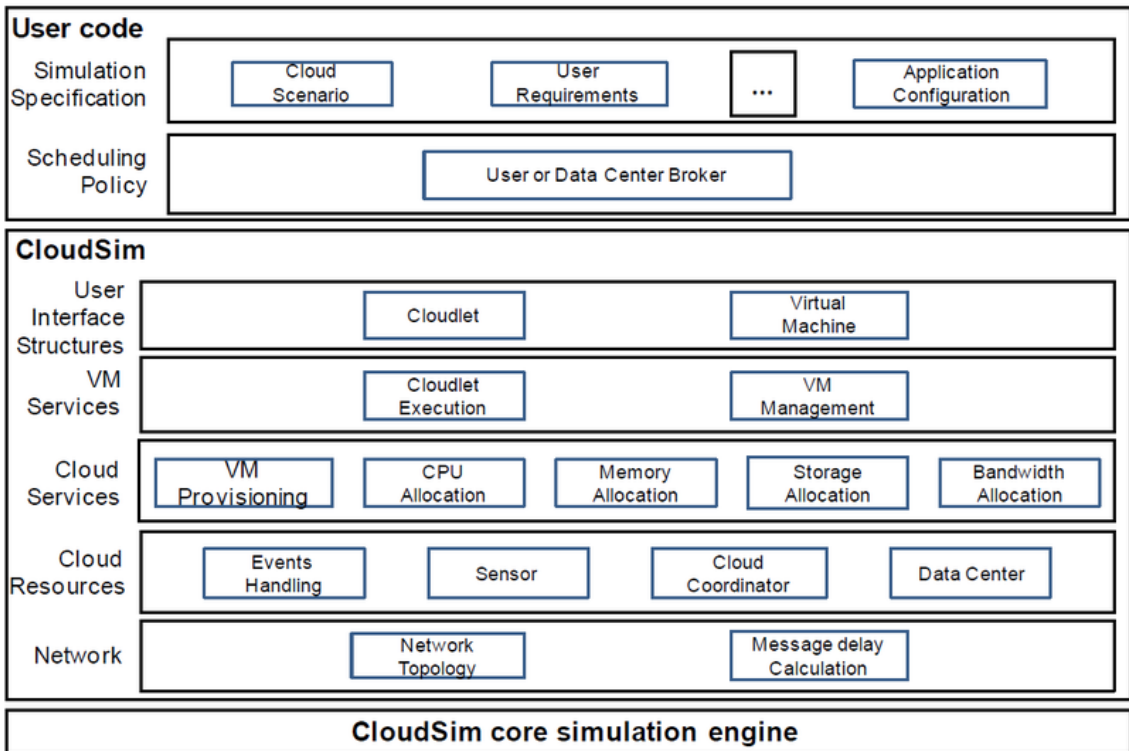 User code
Simulation
Specification
Cloud
Scenario
User
Requirements
...
Application
Configuration
Scheduling
Policy
User or Data Center Broker
CloudSim
User
Interface
Structures
Cloudlet
Virtual
Machine
VM
Services
Cloudlet
Execution
VM
Management
Cloud
Services
VM
Provisioning
CPU
Allocation
Memory
Allocation
Storage
Allocation
Bandwidth
Allocation
Cloud
Resources
Events
Handling
Sensor
Cloud
Coordinator
Data Center
Network
Network
Topology
Message delay
Calculation
CloudSim core simulation engine